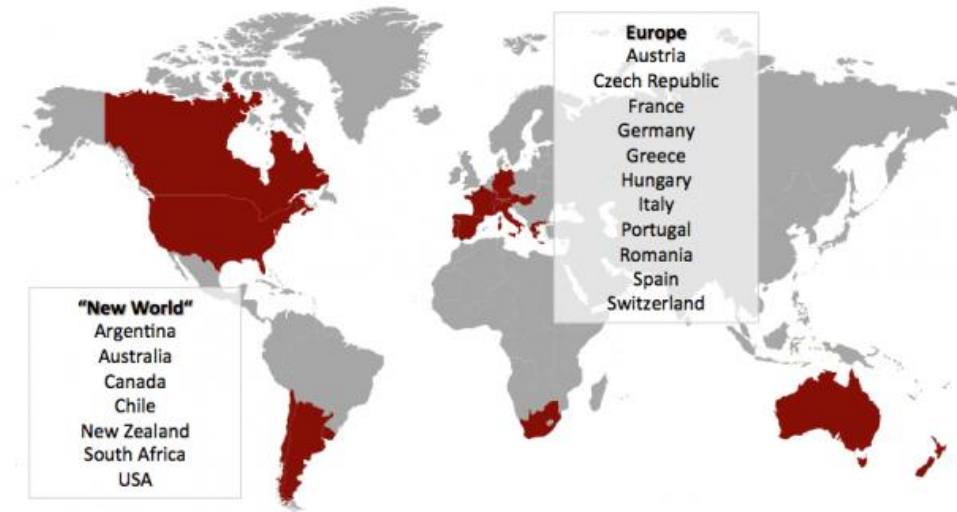 Europe
Austria
Czech Republic
France
Germany
Greece
Hungary
Italy
Portugal
Romania
Spain
Switzerland
“New World“
Argentina
Australia
Canada
Chile
New Zealand
South Africa
USA